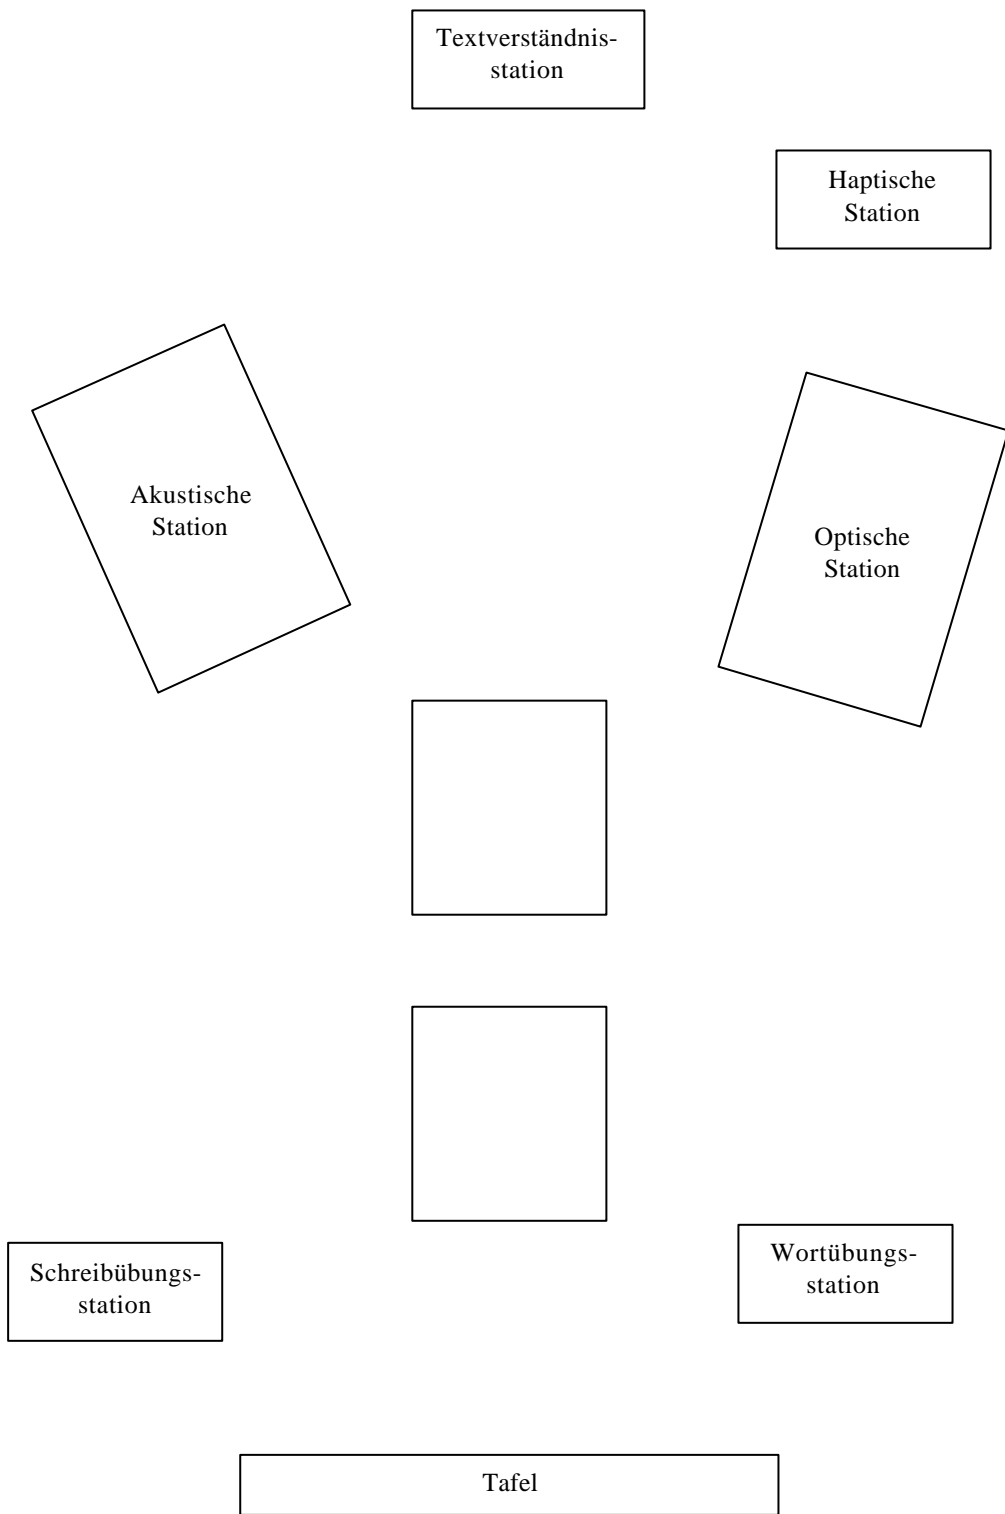 Textverständnis-
station
Haptische
Station
Akustische
Station
Optische
Station
Schreibübungs-
station
Wortübungs-
station
Tafel